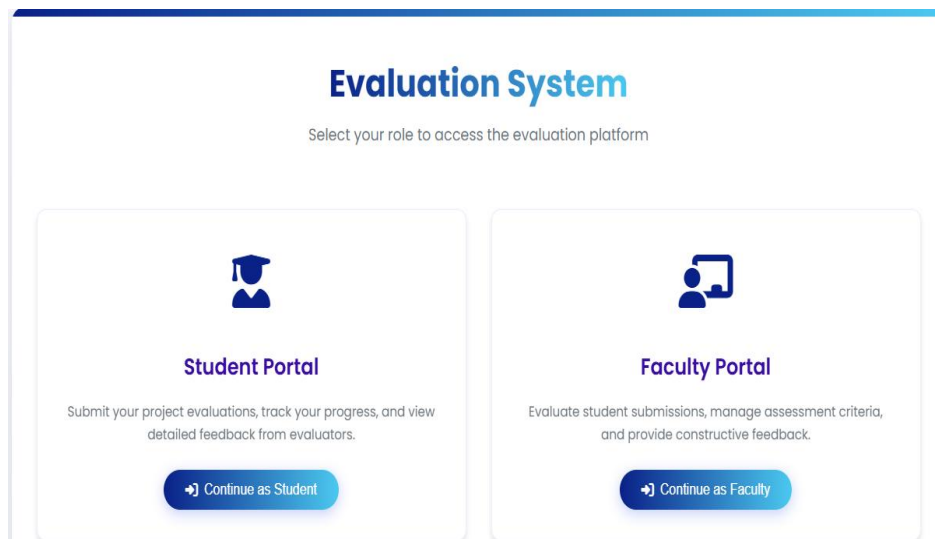 Evaluation System
Select your role to access the evaluation platform
Student Portal
Submit your project evaluations, track your progress, and view
detailed feedback from evaluators.
Continue as Student
Faculty Portal
Evaluate student submissions, manage assessment criteria,
and provide constructive feedback.
Continue as Faculty